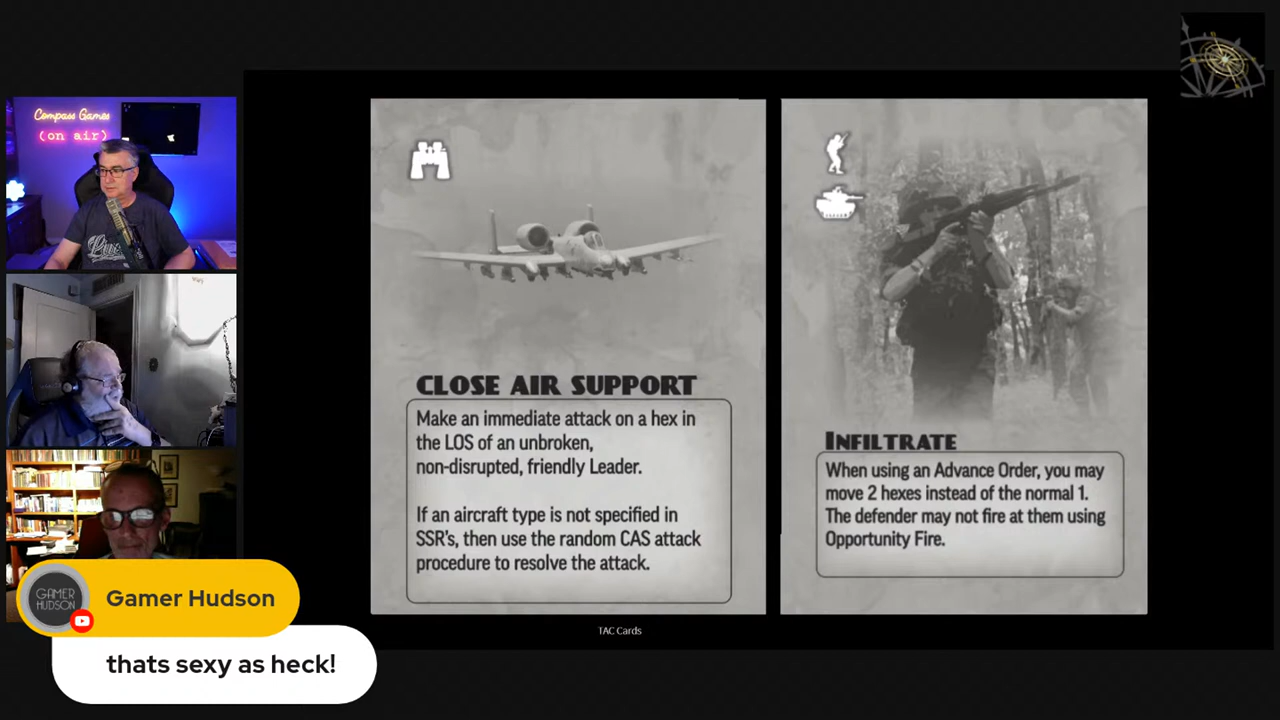 Compass Games
(on air)
CLOSE AIR SUPPORT
Make an immediate attack on a hex in
the LOS of an unbroken,
non-disrupted, friendly Leader.
If an aircraft type is not specified in
SSR's, then use the random CAS attack
procedure to resolve the attack.
INFILTRATE
When using an Advance Order, you may
move 2 hexes instead of the normal 1.
The defender may not fire at them using
Opportunity Fire.
TAC Cards
GAMER
HUDSON
Gamer Hudson
thats sexy as heck!